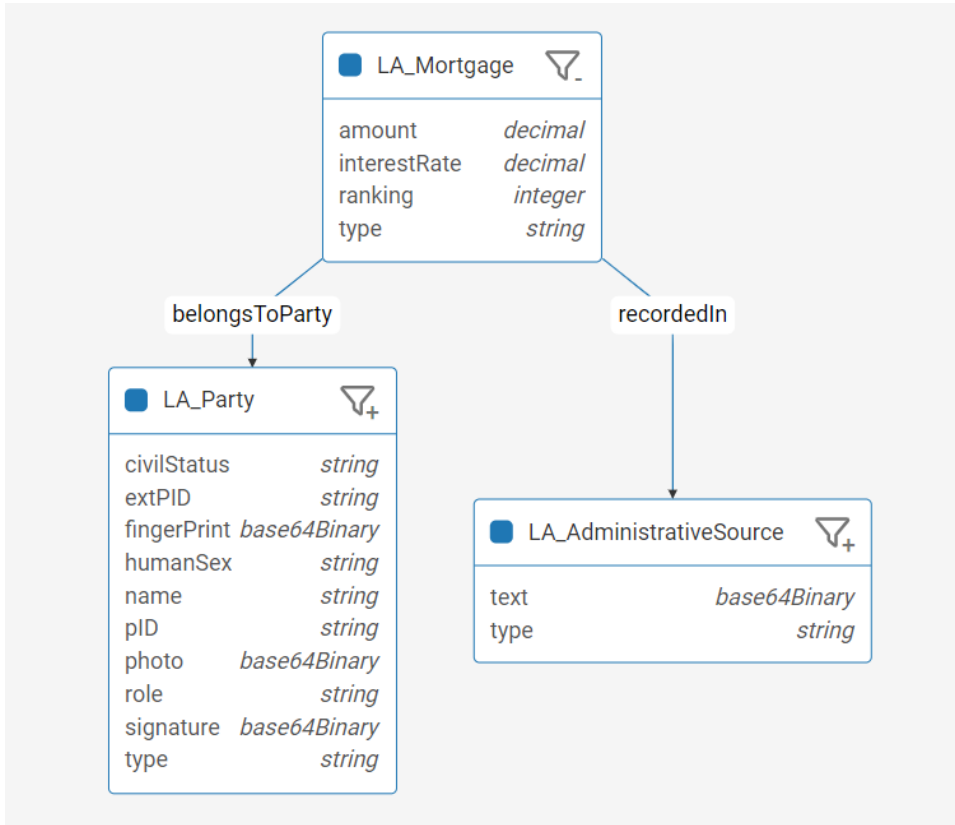 LA_Mortgage
amount decimal
interestRate decimal
ranking integer
type string
belongsToParty
recordedIn
LA_Party
civilStatus string
extPID string
fingerPrint base64Binary
humanSex string
name string
pID string
photo base64Binary
role string
signature base64Binary
type string
LA_AdministrativeSource
text base64Binary
type string